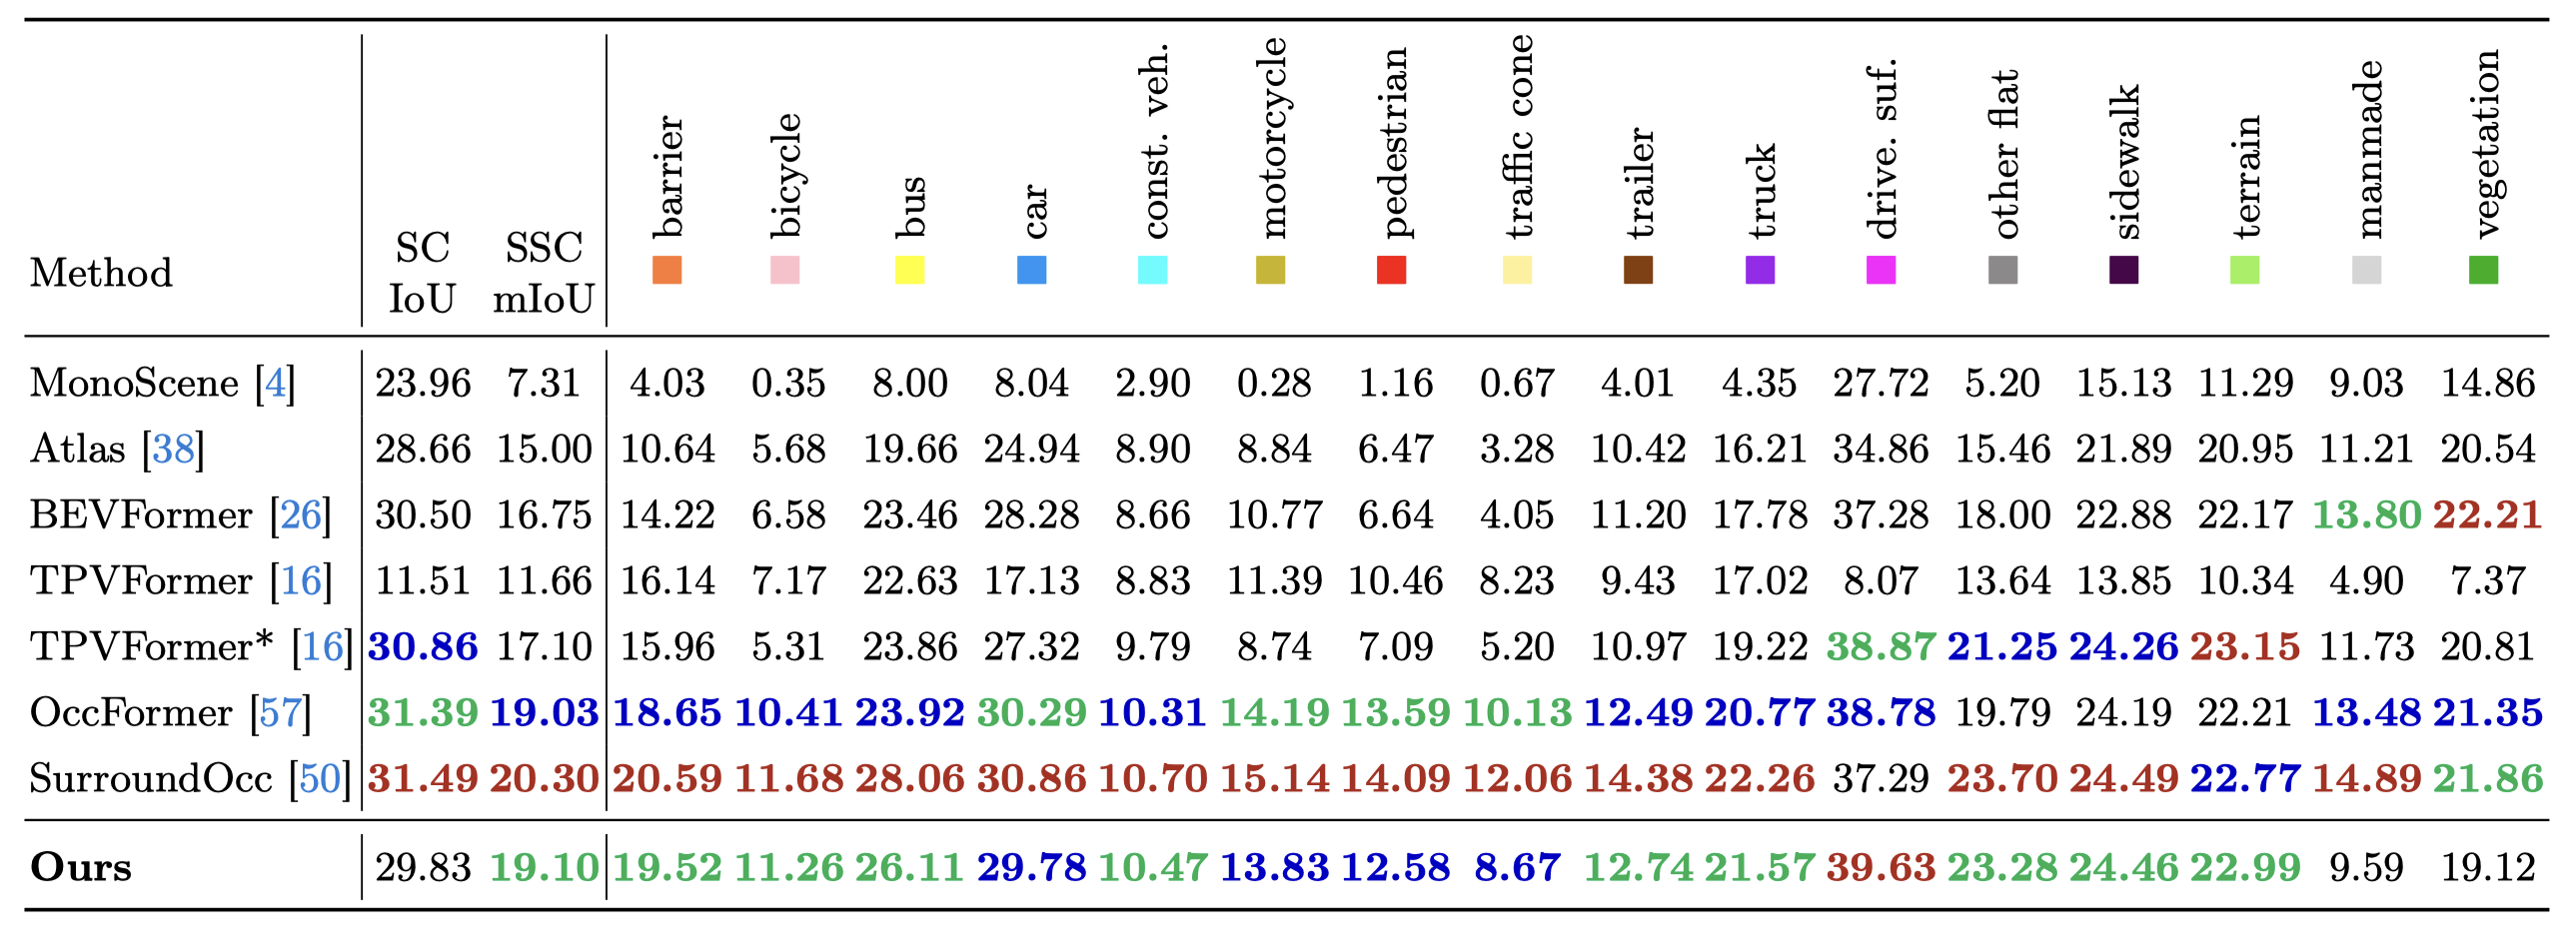 Method SC IoU SSC mIoU barrier bicycle bus car const. veh. motorcycle pedestrian traffic cone trailer truck drive. suf. other flat sidewalk terrain manmade vegetation
MonoScene [4] 23.96 7.31 4.03 0.35 8.00 8.04 2.90 0.28 1.16 0.67 4.01 4.35 27.72 5.20 15.13 11.29 9.03 14.86
Atlas [38] 28.66 15.00 10.64 5.68 19.66 24.94 8.90 8.84 6.47 3.28 10.42 16.21 34.86 15.46 21.89 20.95 11.21 20.54
BEVFormer [26] 30.50 16.75 14.22 6.58 23.46 28.28 8.66 10.77 6.64 4.05 11.20 17.78 37.28 18.00 22.88 22.17 13.80 22.21
TPVFormer [16] 11.51 11.66 16.14 7.17 22.63 17.13 8.83 11.39 10.46 8.23 9.43 17.02 8.07 13.64 13.85 10.34 4.90 7.37
TPVFormer* [16] 30.86 17.10 15.96 5.31 23.86 27.32 9.79 8.74 7.09 5.20 10.97 19.22 38.87 21.25 24.26 23.15 11.73 20.81
OccFormer [57] 31.39 19.03 18.65 10.41 23.92 30.29 10.31 14.19 13.59 10.13 12.49 20.77 38.78 19.79 24.19 22.21 13.48 21.35
SurroundOcc [50] 31.49 20.30 20.59 11.68 28.06 30.86 10.70 15.14 14.09 12.06 14.38 22.26 37.29 23.70 24.49 22.77 14.89 21.86
Ours 29.83 19.10 19.52 11.26 26.11 29.78 10.47 13.83 12.58 8.67 12.74 21.57 39.63 23.28 24.46 22.99 9.59 19.12